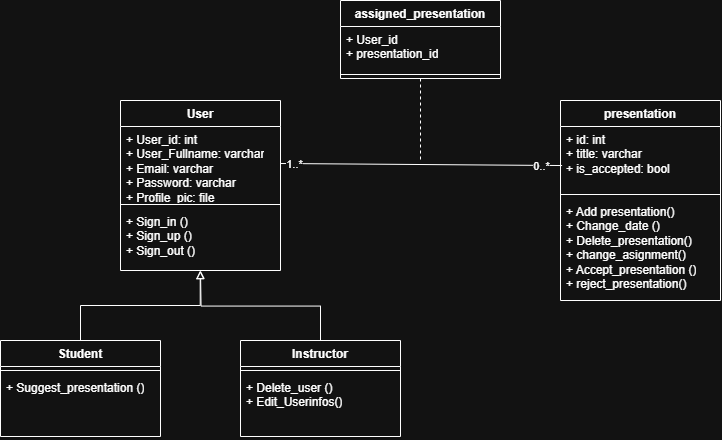 assigned_presentation
+ User_id
+ presentation_id
User
+ User_id: int
+ User_Fullname: varchar
+ Email: varchar
+ Password: varchar
+ Profile_pic: file
+ Sign_in ()
+ Sign_up ()
+ Sign_out ()
1..*
0..*
presentation
+ id: int
+ title: varchar
+ is_accepted: bool
+ Add presentation()
+ Change_date ()
+ Delete_presentation()
+ change_asignment()
+ Accept_presentation ()
+ reject_presentation()
Student
+ Suggest_presentation ()
Instructor
+ Delete_user ()
+ Edit_Userinfos()